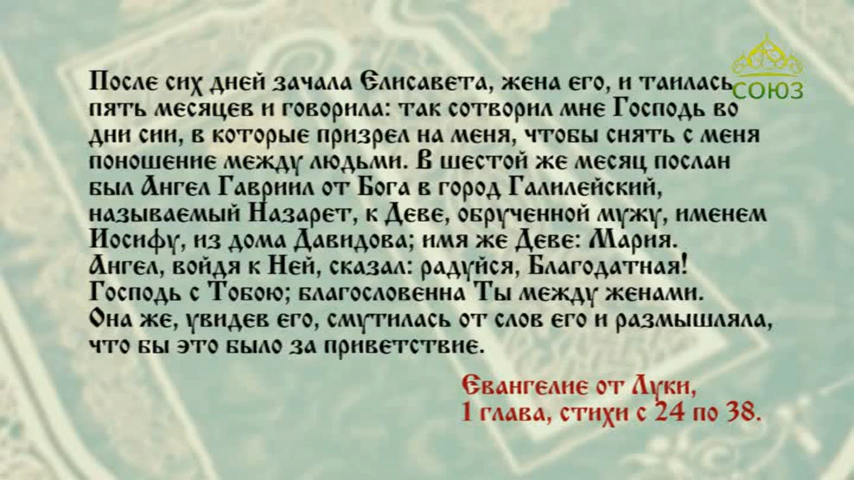 После сих дней зачала Елисавета, жена его, и таилась
пять месяцев и говорила: так сотворил мне Господь во
дни сии, в которые призрел на меня, чтобы снять с меня
поношение между людьми. В шестой же месяц послан
был Ангел Гавриил от Бога в город Галилейский,
называемый Назарет, к Деве, обрученной мужу, именем
Иосифу, из дома Давидова; имя же Деве: Мария.
Ангел, войдя к Ней, сказал: радуйся, Благодатная!
Господь с Тобою; благословенна Ты между женами.
Она же, увидев его, смутилась от слов его и размышляла,
что бы это было за приветствие.
Евангелие от Луки,
1 глава, стихи с 24 по 38.
СОЮЗ